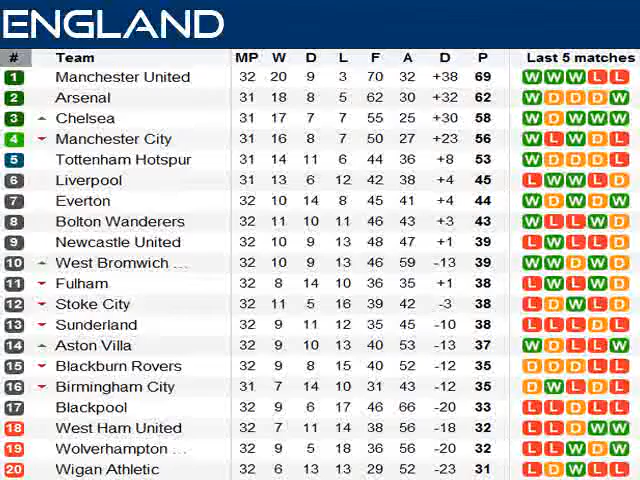 ENGLAND
# Team MP W D L F A D P Last 5 matches
1 Manchester United 32 20 9 3 70 32 +38 69 W W W L L
2 Arsenal 31 18 8 5 62 30 +32 62 W D D D W
3 Chelsea 31 17 7 7 55 25 +30 58 W D W W W
4 Manchester City 31 16 8 7 50 27 +23 56 W L W D L
5 Tottenham Hotspur 31 14 11 6 44 36 +8 53 W D D D L
6 Liverpool 31 13 6 12 42 38 +4 45 L W W L D
7 Everton 32 10 14 8 45 41 +4 44 W D W D W
8 Bolton Wanderers 32 11 10 11 46 43 +3 43 W L L W D
9 Newcastle United 32 10 9 13 48 47 +1 39 L W L L D
10 West Bromwich ... 32 10 9 13 46 59 -13 39 W W D W D
11 Fulham 32 8 14 10 36 35 +1 38 L W L W D
12 Stoke City 32 11 5 16 39 42 -3 38 L D W L D
13 Sunderland 32 9 11 12 35 45 -10 38 L L L D L
14 Aston Villa 32 9 10 13 40 53 -13 37 W D L L W
15 Blackburn Rovers 32 9 8 15 40 52 -12 35 D D D L L
16 Birmingham City 31 7 14 10 31 43 -12 35 D W L D L
17 Blackpool 32 9 6 17 46 66 -20 33 L L D L L
18 West Ham United 32 7 11 14 38 56 -18 32 L L D W W
19 Wolverhampton ... 32 9 5 18 36 56 -20 32 L L W D W
20 Wigan Athletic 32 6 13 13 29 52 -23 31 L D W L L